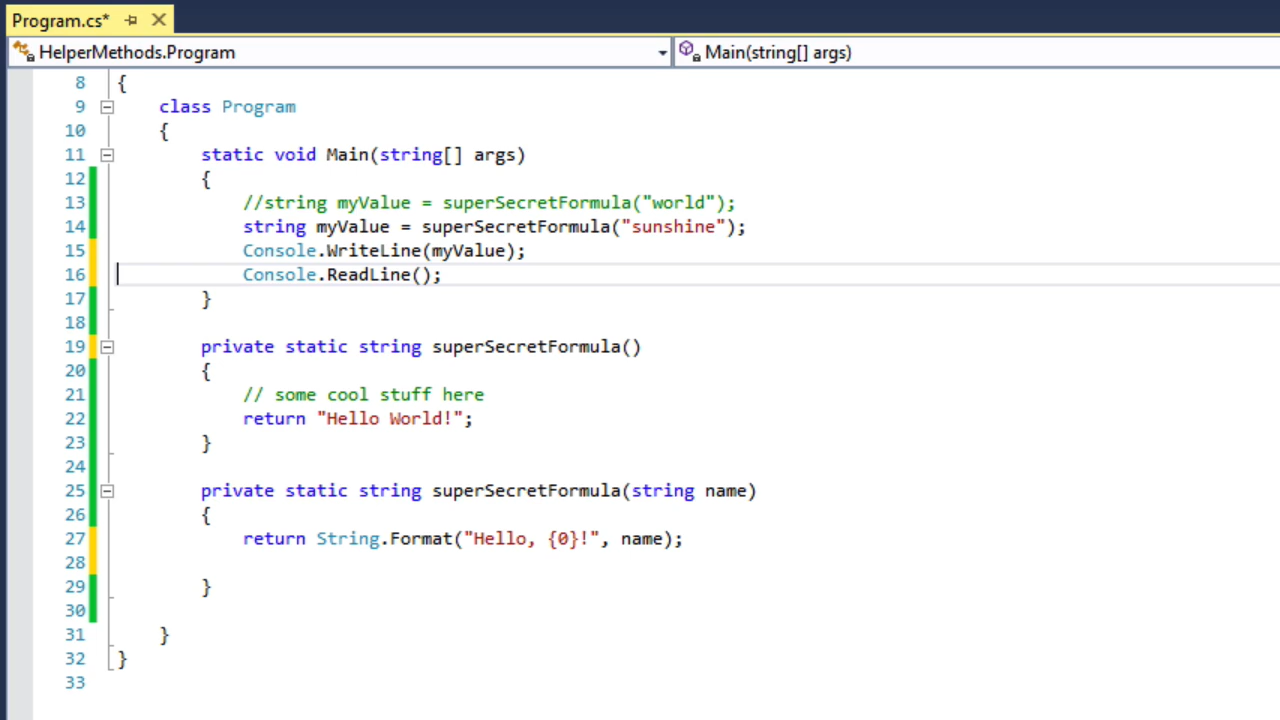 Program.cs*
HelperMethods.Program
Main(string[] args)
8 {
9 class Program
10 {
11 static void Main(string[] args)
12 {
13 //string myValue = superSecretFormula("world");
14 string myValue = superSecretFormula("sunshine");
15 Console.WriteLine(myValue);
16 Console.ReadLine();
17 }
18
19 private static string superSecretFormula()
20 {
21 // some cool stuff here
22 return "Hello World!";
23 }
24
25 private static string superSecretFormula(string name)
26 {
27 return String.Format("Hello, {0}!", name);
28
29 }
30
31 }
32 }
33